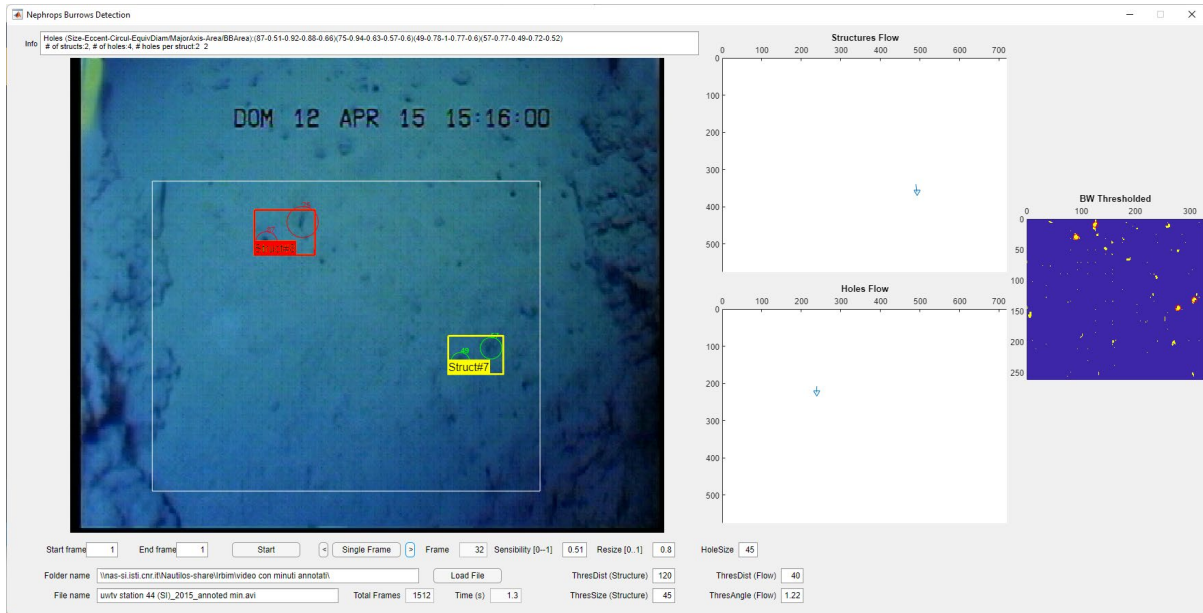 Nephrops Burrows Detection
Info
Holes (Size-Eccent-Circul-EquivDiam/MajorAxis-Area/BBArea):(87-0.51-0.92-0.88-0.66)(75-0.94-0.63-0.57-0.6)(49-0.78-1-0.77-0.6)(57-0.77-0.49-0.72-0.52)
# of structs:2, # of holes:4, # holes per struct:2 2
DOM 12 APR 15 15:16:00
49
Struct#7
Structures Flow
0 100 200 300 400 500 600 700
0
100
200
300
400
500
Holes Flow
0 100 200 300 400 500 600 700
0
100
200
300
400
500
BW Thresholded
0 100 200 300
0
50
100
150
200
250
Start frame 1 End frame 1 Start < Single Frame > Frame 32 Sensibility [0--1] 0.51 Resize [0..1] 0.8 HoleSize 45
Folder name \\nas-si.isti.cnr.it\Nautilos-share\Irbim\video con minuti annotati\ Load File ThresDist (Structure) 120 ThresDist (Flow) 40
File name uwtv station 44 (SI)_2015_annoted min.avi Total Frames 1512 Time (s) 1.3 ThresSize (Structure) 45 ThresAngle (Flow) 1.22